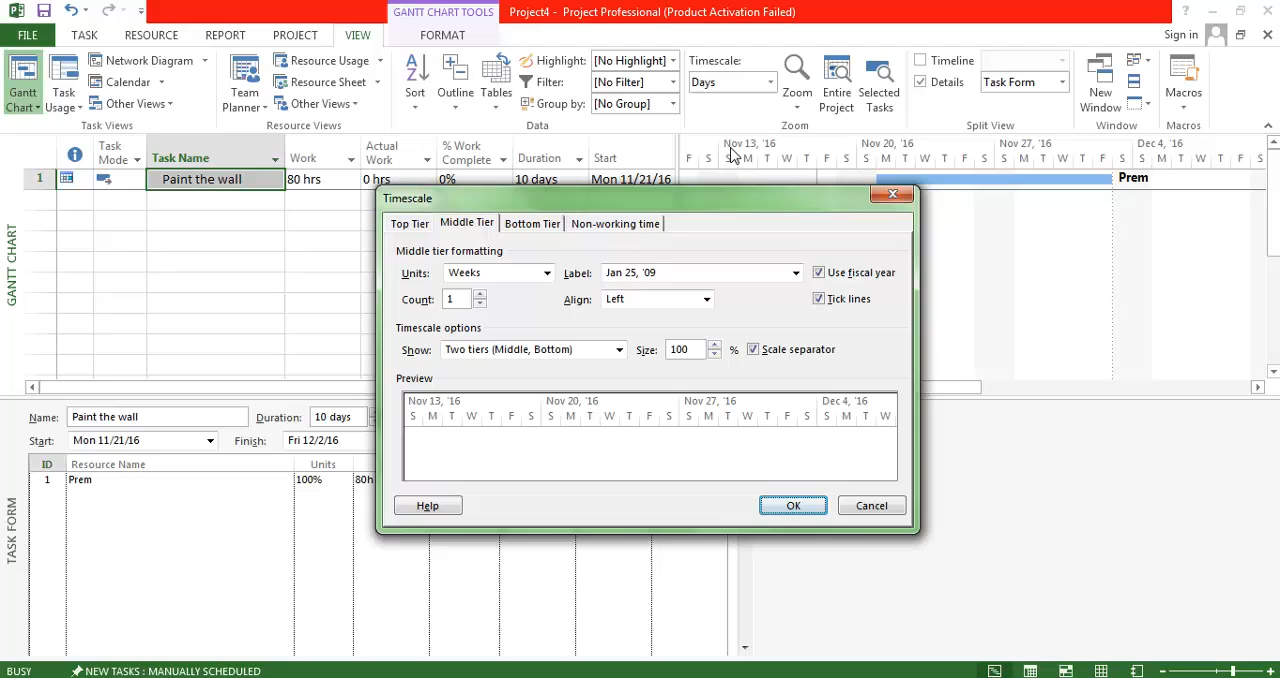 GANTT CHART TOOLS
Project4 - Project Professional (Product Activation Failed)
FILE TASK RESOURCE REPORT PROJECT VIEW FORMAT Sign in
Gantt Chart
Task Usage
Network Diagram
Calendar
Other Views
Task Views
Team Planner
Resource Usage
Resource Sheet
Other Views
Resource Views
Sort
Outline
Tables
Highlight: [No Highlight]
Filter: [No Filter]
Group by: [No Group]
Data
Timescale:
Days
Zoom
Entire Project
Selected Tasks
Zoom
Timeline
Details Task Form
Split View
New Window
Window
Macros
Macros
Task Mode Task Name Work Actual Work % Work Complete Duration Start
Nov 13, '16 Nov 20, '16 Nov 27, '16 Dec 4, '16
F S S M T W T F S S M T W T F S S M T W T F S S M T W T F S
1 Paint the wall 80 hrs 0 hrs 0% 10 days Mon 11/21/16 Prem
GANTT CHART
Timescale
Top Tier Middle Tier Bottom Tier Non-working time
Middle tier formatting
Units: Weeks Label: Jan 25, '09 Use fiscal year
Count: 1 Align: Left Tick lines
Timescale options
Show: Two tiers (Middle, Bottom) Size: 100 % Scale separator
Preview
Nov 13, '16 Nov 20, '16 Nov 27, '16 Dec 4, '16
S M T W T F S S M T W T F S S M T W T F S S M T W
Help OK Cancel
Name: Paint the wall Duration: 10 days
Start: Mon 11/21/16 Finish: Fri 12/2/16
ID Resource Name Units
1 Prem 100% 80h
TASK FORM
BUSY NEW TASKS : MANUALLY SCHEDULED